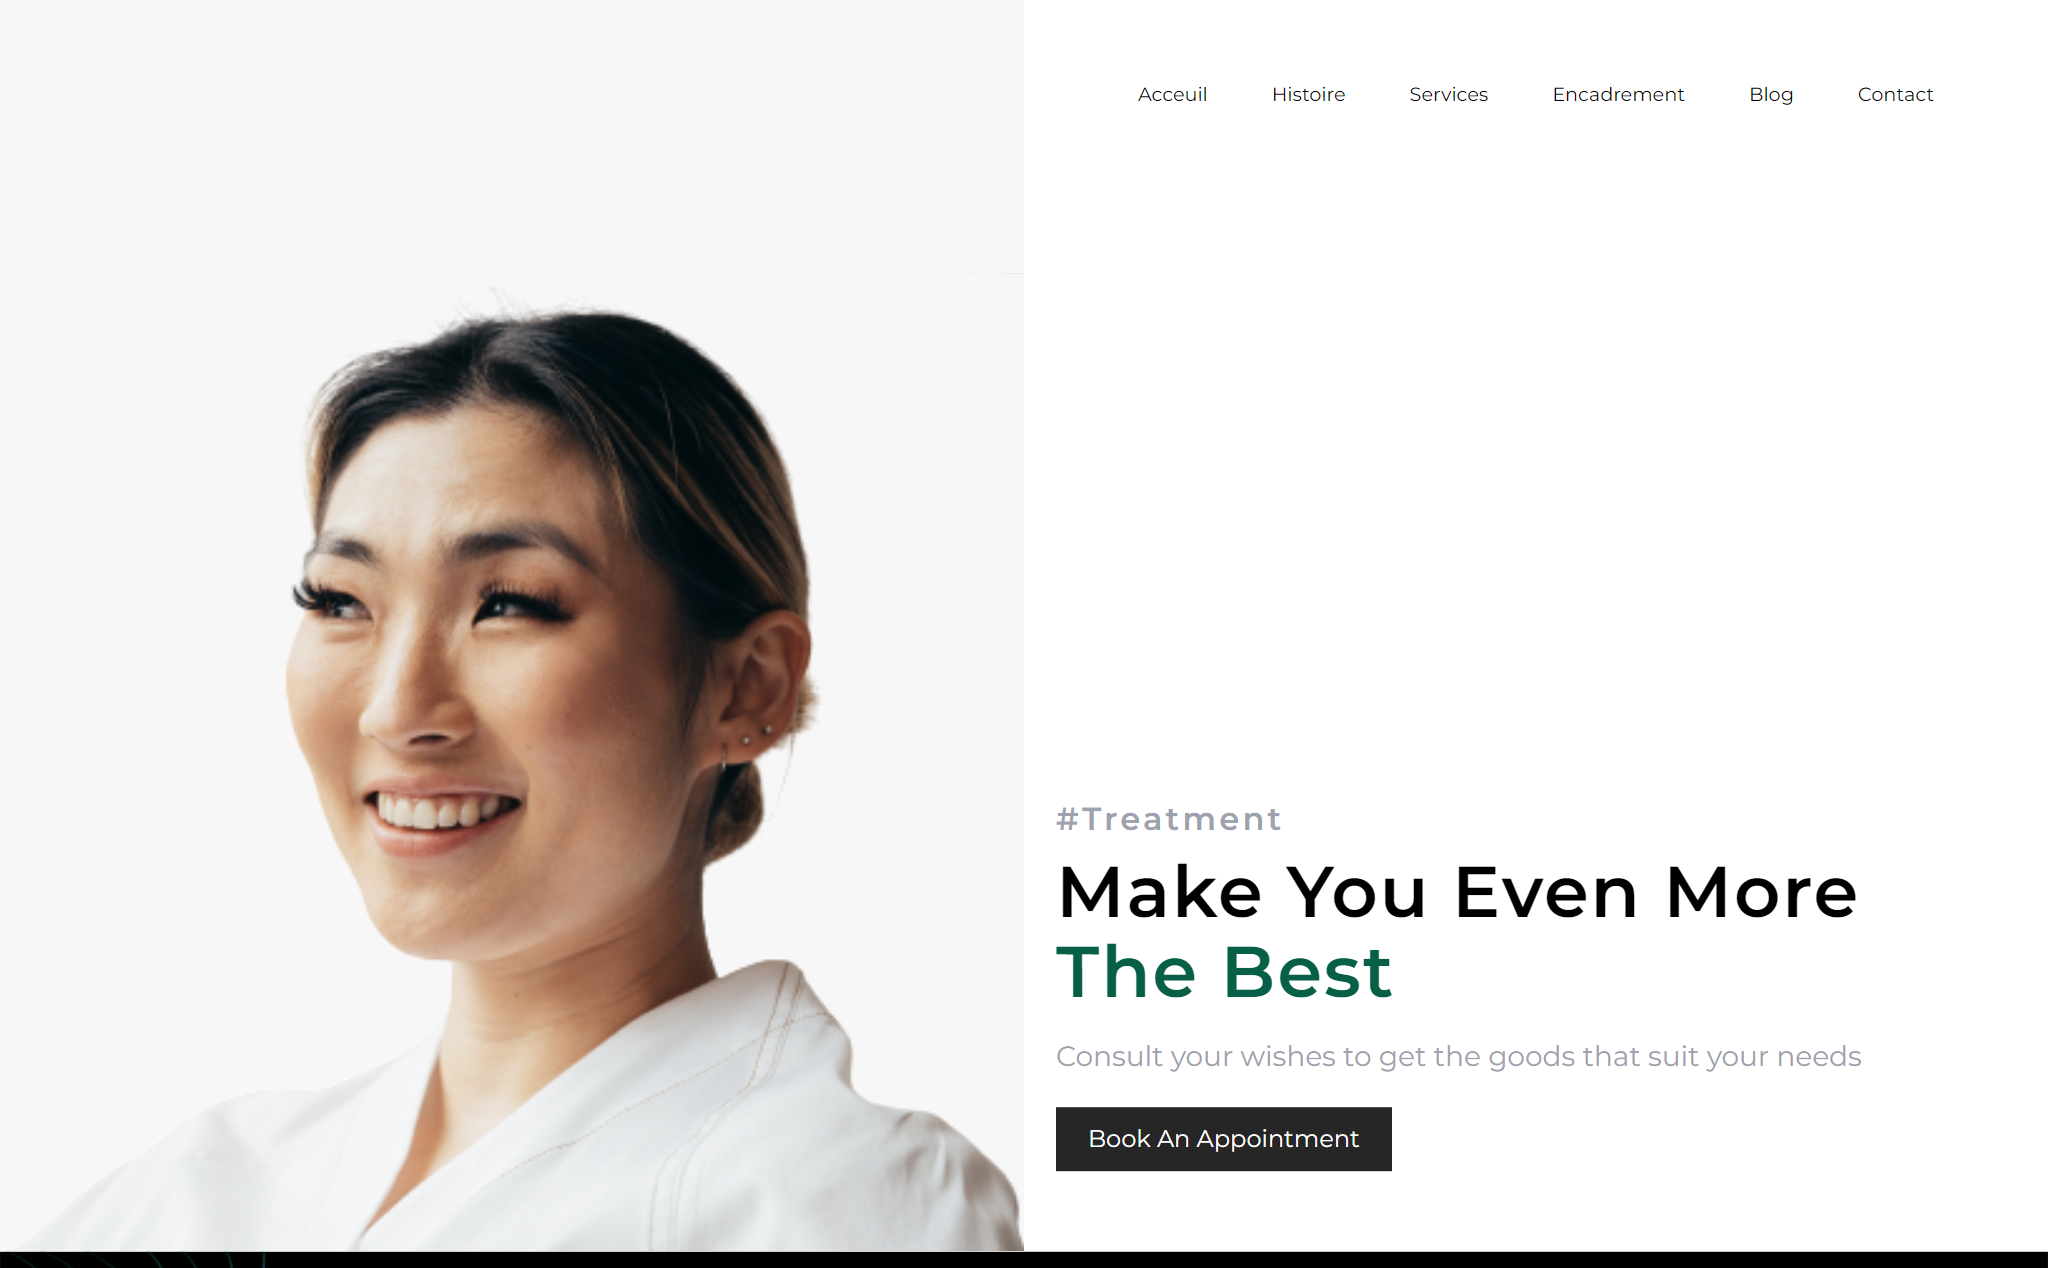 Acceuil Histoire Services Encadrement Blog Contact
#Treatment
Make You Even More
The Best
Consult your wishes to get the goods that suit your needs
Book An Appointment